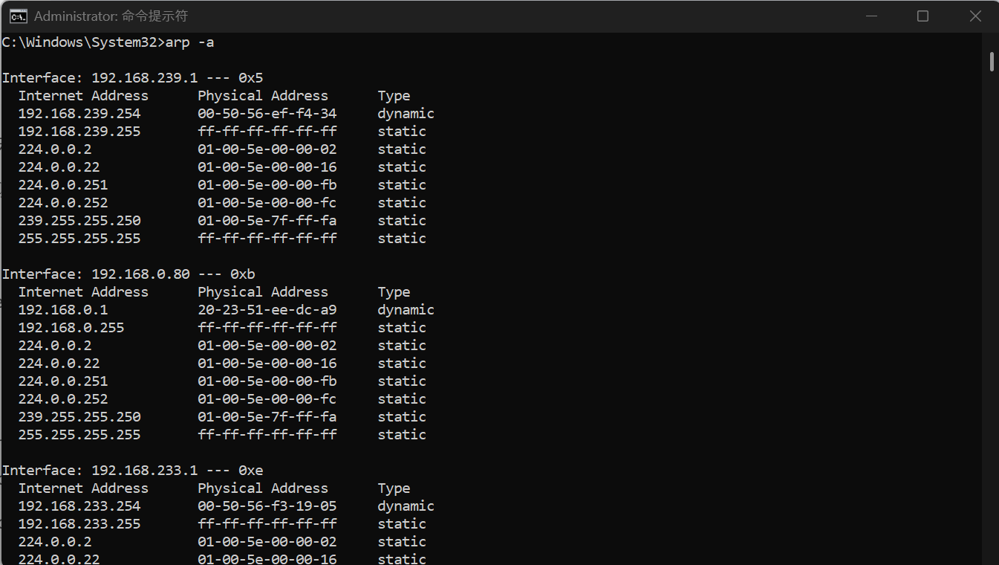 Administrator: 命令提示符
C:\Windows\System32>arp -a
Interface: 192.168.239.1 --- 0x5
  Internet Address      Physical Address      Type
  192.168.239.254       00-50-56-ef-f4-34     dynamic
  192.168.239.255       ff-ff-ff-ff-ff-ff     static
  224.0.0.2             01-00-5e-00-00-02     static
  224.0.0.22            01-00-5e-00-00-16     static
  224.0.0.251           01-00-5e-00-00-fb     static
  224.0.0.252           01-00-5e-00-00-fc     static
  239.255.255.250       01-00-5e-7f-ff-fa     static
  255.255.255.255       ff-ff-ff-ff-ff-ff     static
Interface: 192.168.0.80 --- 0xb
  Internet Address      Physical Address      Type
  192.168.0.1           20-23-51-ee-dc-a9     dynamic
  192.168.0.255         ff-ff-ff-ff-ff-ff     static
  224.0.0.2             01-00-5e-00-00-02     static
  224.0.0.22            01-00-5e-00-00-16     static
  224.0.0.251           01-00-5e-00-00-fb     static
  224.0.0.252           01-00-5e-00-00-fc     static
  239.255.255.250       01-00-5e-7f-ff-fa     static
  255.255.255.255       ff-ff-ff-ff-ff-ff     static
Interface: 192.168.233.1 --- 0xe
  Internet Address      Physical Address      Type
  192.168.233.254       00-50-56-f3-19-05     dynamic
  192.168.233.255       ff-ff-ff-ff-ff-ff     static
  224.0.0.2             01-00-5e-00-00-02     static
  224.0.0.22            01-00-5e-00-00-16     static